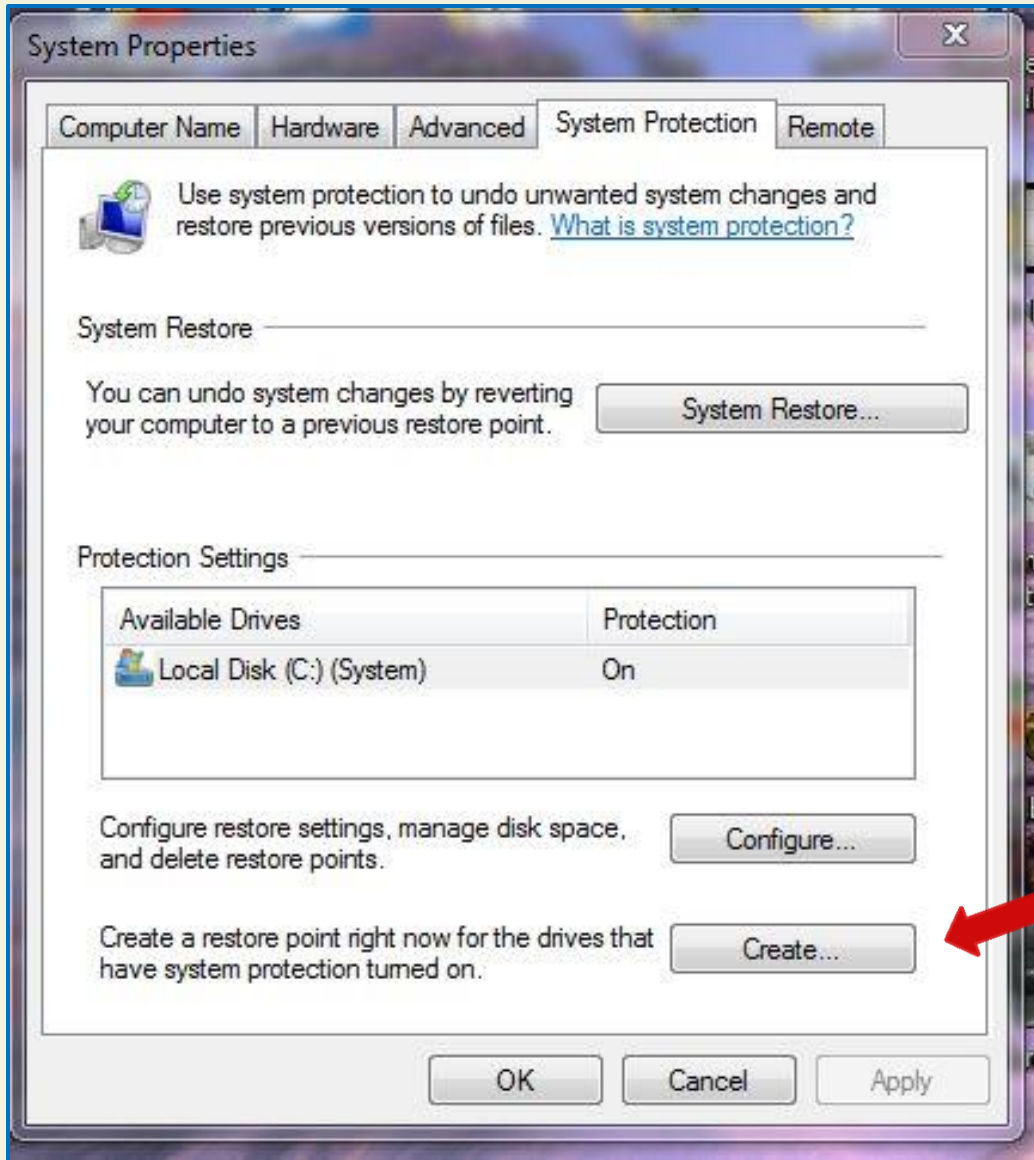 System Properties
Computer Name Hardware Advanced System Protection Remote
Use system protection to undo unwanted system changes and
restore previous versions of files. What is system protection?
System Restore
You can undo system changes by reverting
your computer to a previous restore point.
System Restore...
Protection Settings
Available Drives Protection
Local Disk (C:) (System) On
Configure restore settings, manage disk space,
and delete restore points.
Configure...
Create a restore point right now for the drives that
have system protection turned on.
Create...
OK Cancel Apply